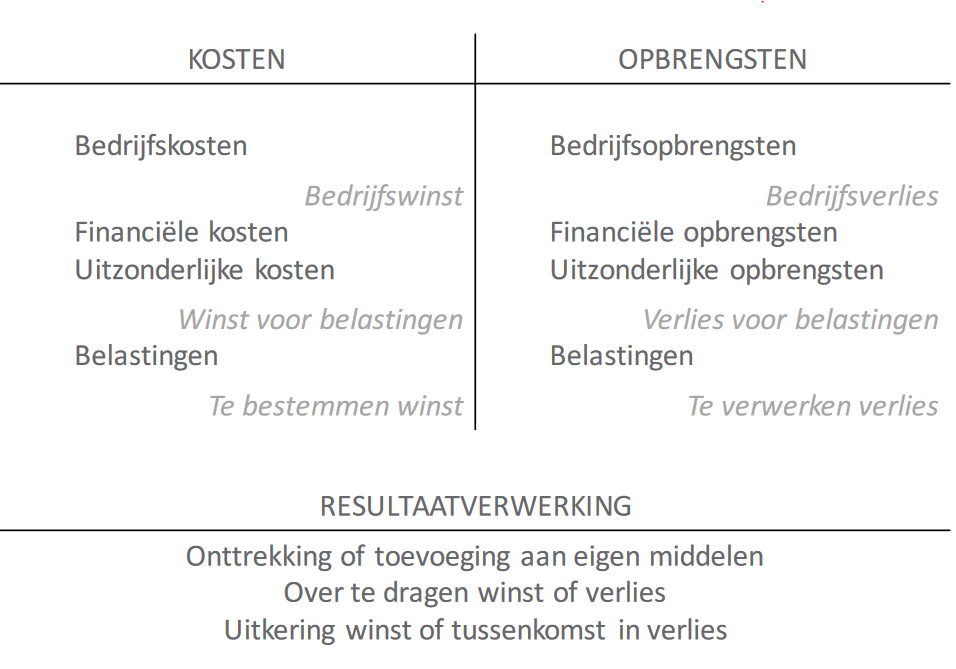 KOSTEN
OPBRENGSTEN
Bedrijfskosten
Bedrijfsopbrengsten
Bedrijfswinst
Bedrijfsverlies
Financiële kosten
Financiële opbrengsten
Uitzonderlijke kosten
Uitzonderlijke opbrengsten
Winst voor belastingen
Verlies voor belastingen
Belastingen
Belastingen
Te bestemmen winst
Te verwerken verlies
RESULTAATVERWERKING
Onttrekking of toevoeging aan eigen middelen
Over te dragen winst of verlies
Uitkering winst of tussenkomst in verlies